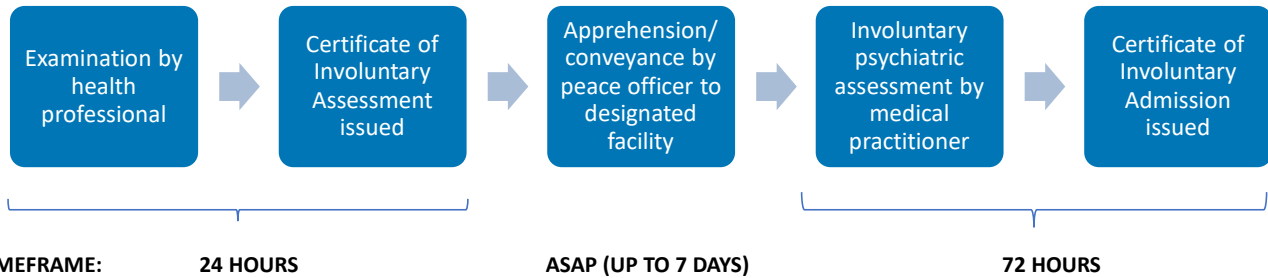 Examination by
health
professional
Certificate of
Involuntary
Assessment
issued
Apprehension/
conveyance by
peace officer to
designated
facility
Involuntary
psychiatric
assessment by
medical
practitioner
Certificate of
Involuntary
Admission
issued
MEFRAME: 24 HOURS ASAP (UP TO 7 DAYS) 72 HOURS